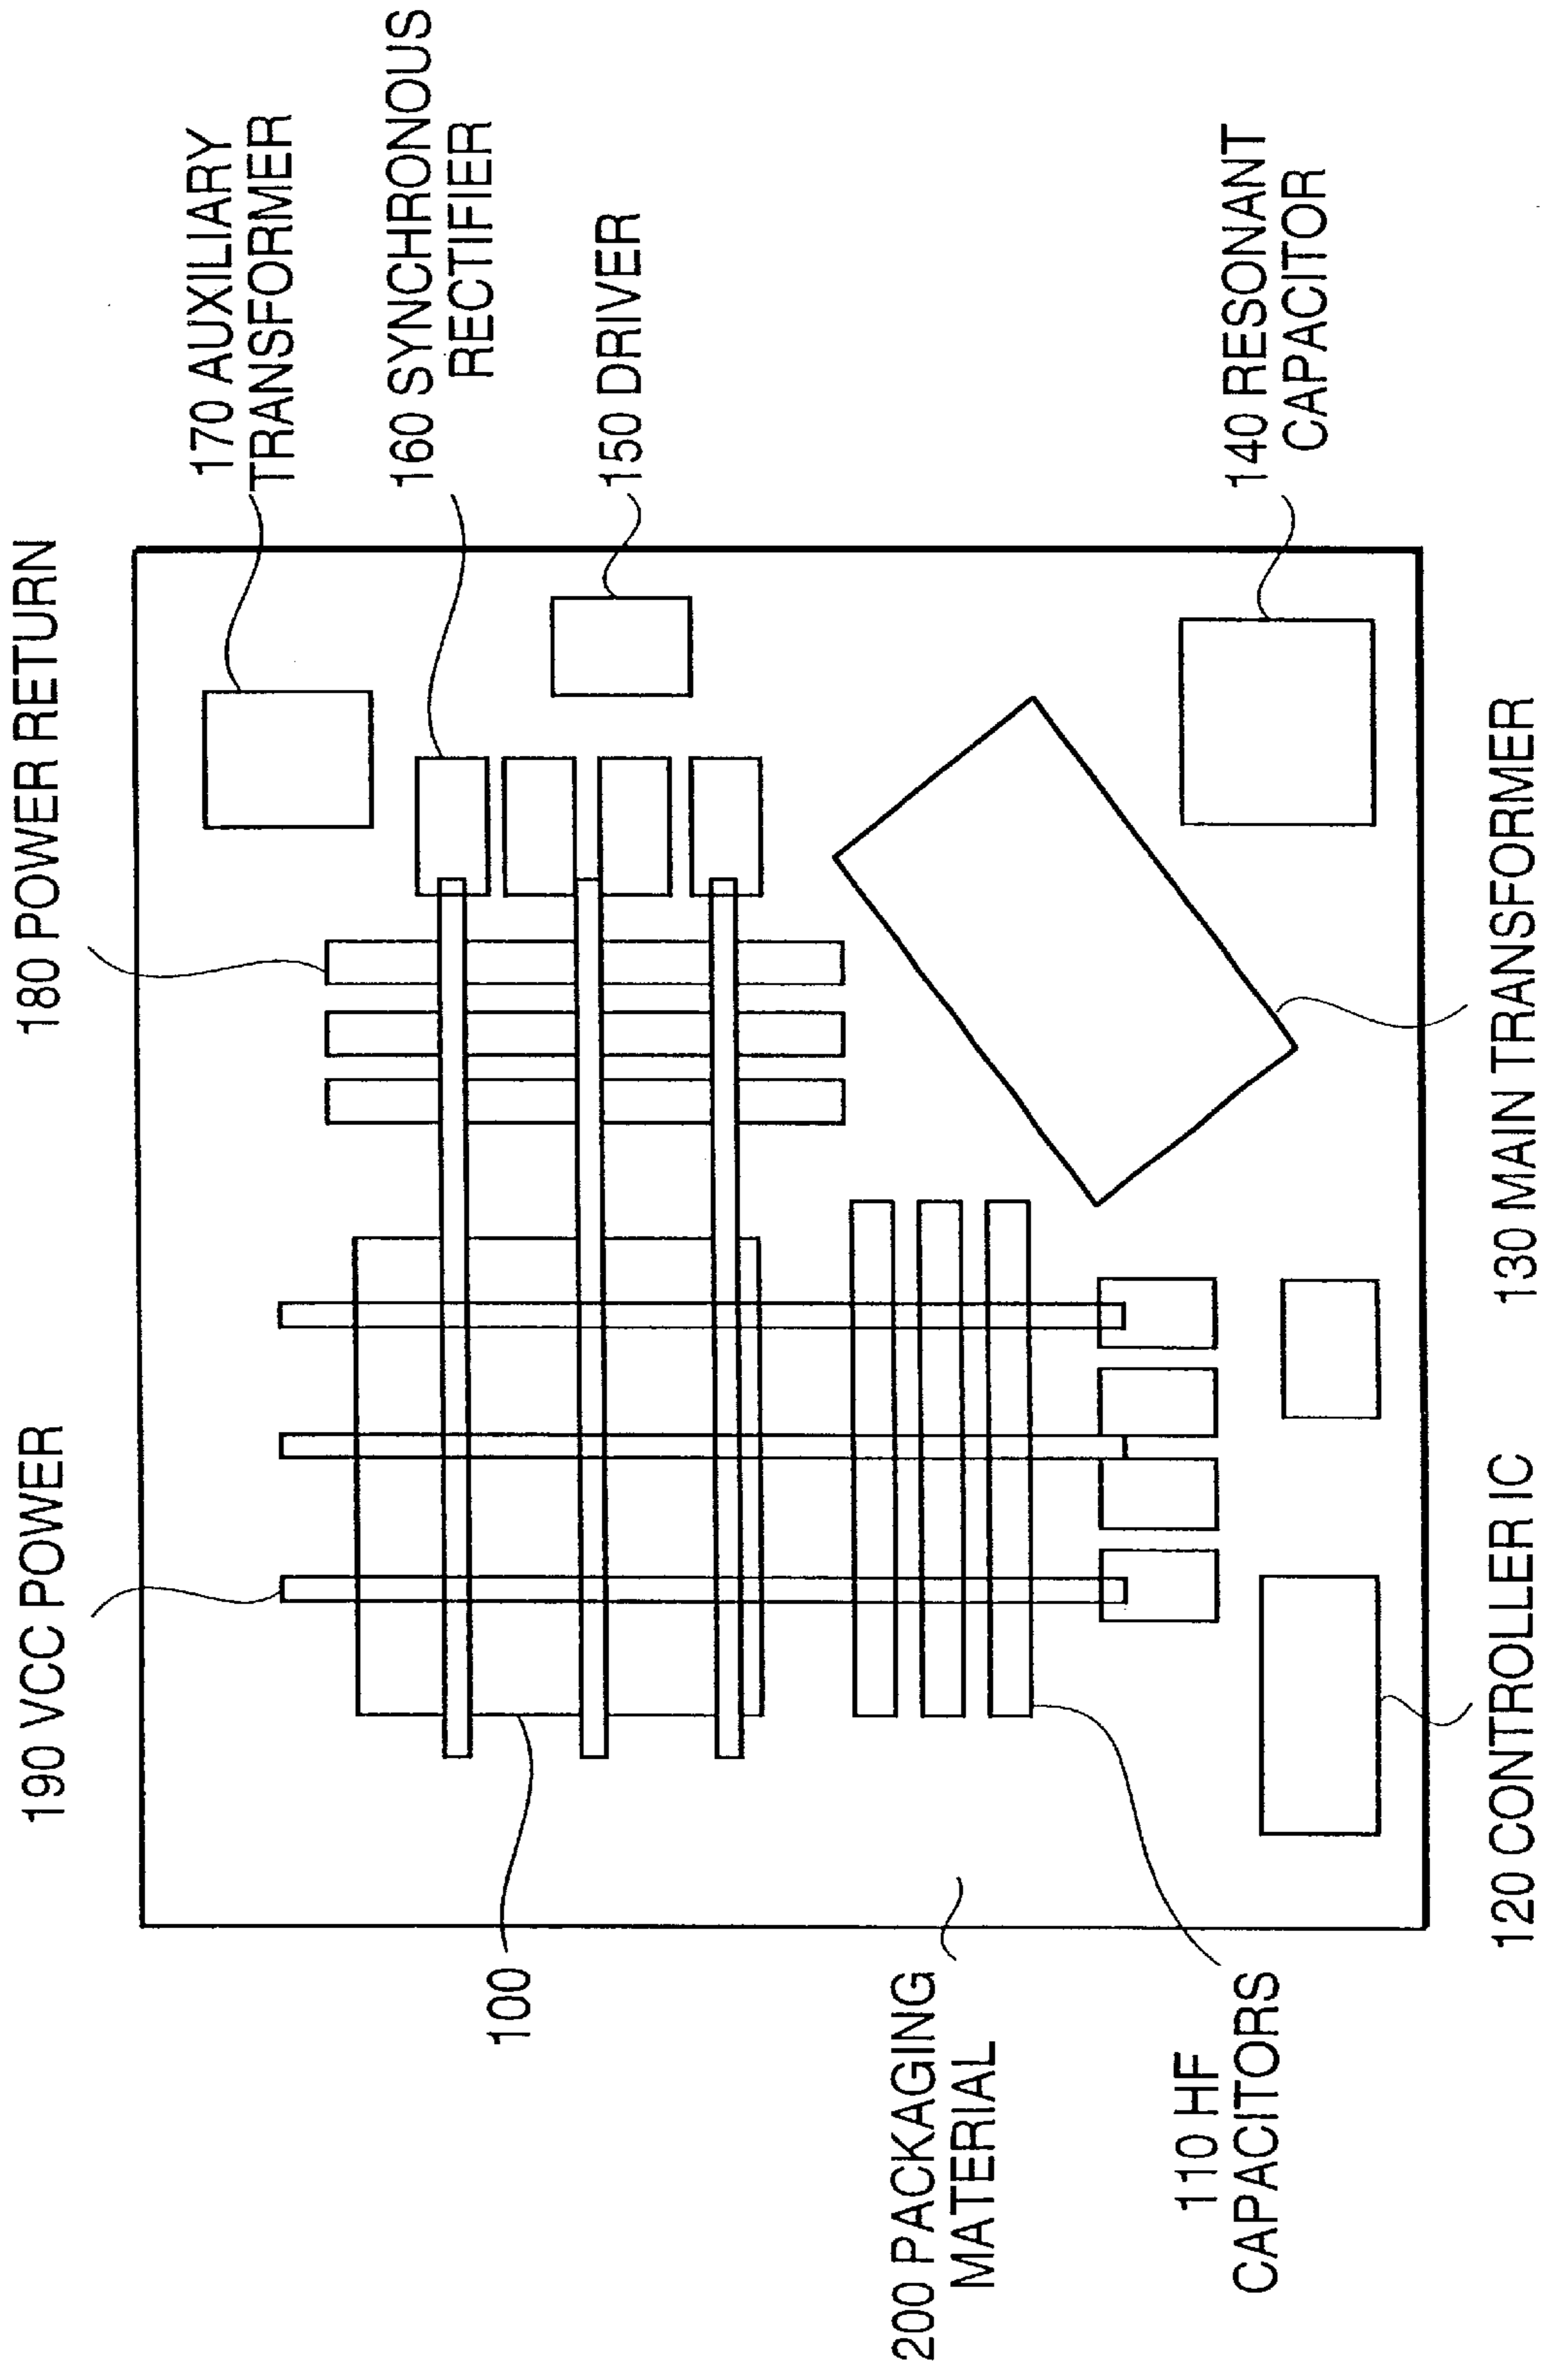 180 POWER RETURN
190 VCC POWER
170 AUXILIARY
TRANSFORMER
160 SYNCHRONOUS
RECTIFIER
150 DRIVER
140 RESONANT
CAPACITOR
100
200 PACKAGING
MATERIAL
110 HF
CAPACITORS
120 CONTROLLER IC
130 MAIN TRANSFORMER